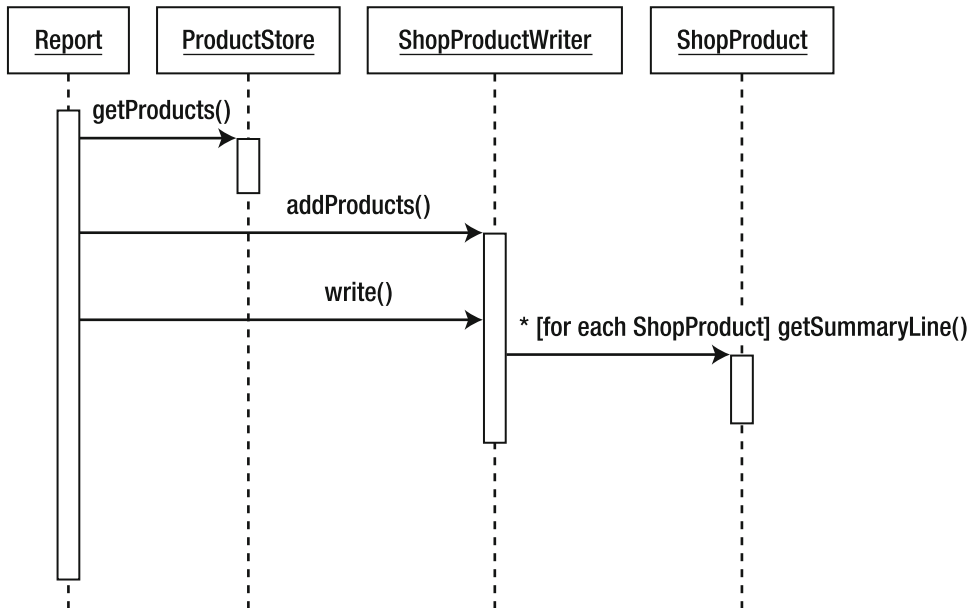 Report
ProductStore
ShopProductWriter
ShopProduct
getProducts()
addProducts()
write()
* [for each ShopProduct] getSummaryLine()